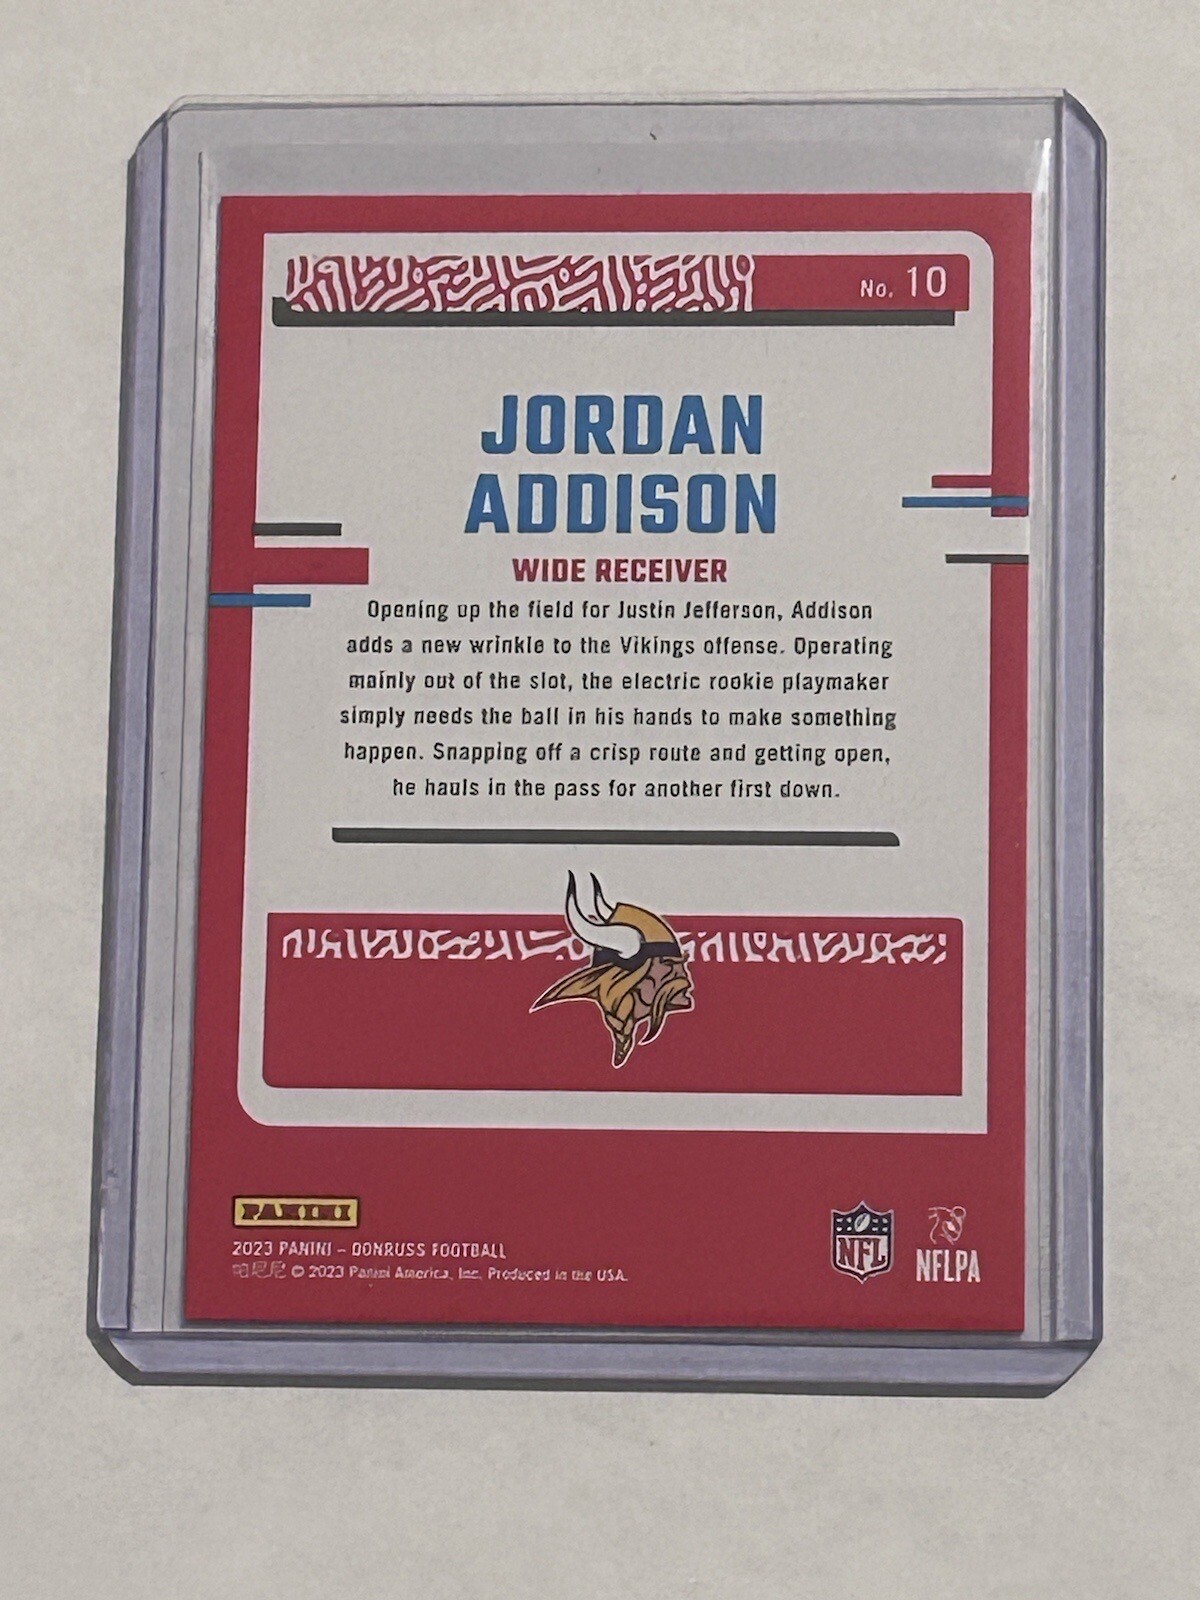 No. 10
JORDAN
ADDISON
WIDE RECEIVER
Opening up the field for Justin Jefferson, Addison
adds a new wrinkle to the Vikings offense. Operating
mainly out of the slot, the electric rookie playmaker
simply needs the ball in his hands to make something
happen. Snapping off a crisp route and getting open,
he hauls in the pass for another first down.
PANINI
2023 PANINI – DONRUSS FOOTBALL
© 2023 Panini America, Inc. Produced in the USA.
NFL
NFLPA